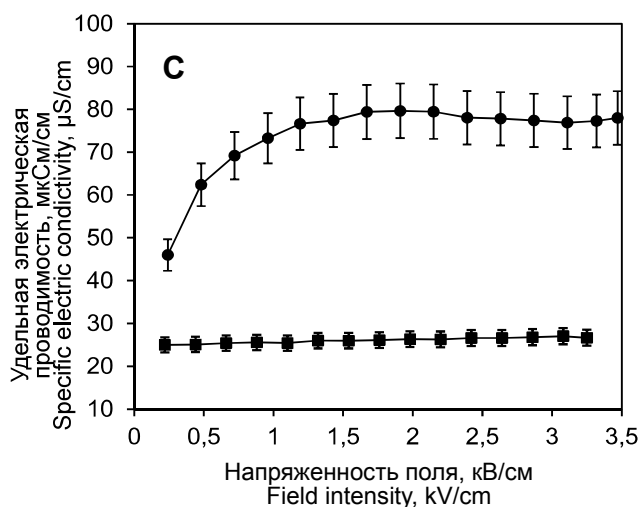 100
90
80
70
60
50
40
30
20
10
C
0 0,5 1 1,5 2 2,5 3 3,5
Удельная электрическая
проводимость, мкСм/см
Specific electric condictivity, µS/cm
Напряженность поля, кВ/см
Field intensity, kV/cm